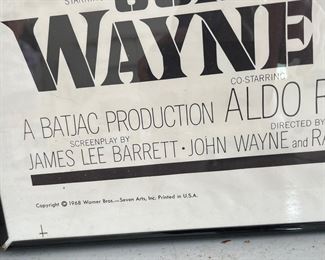 STARRING
WAYNE
CO-STARRING
A BATJAC PRODUCTION ALDO
SCREENPLAY BY DIRECTED BY
JAMES LEE BARRETT · JOHN WAYNE and
Copyright © 1968 Warner Bros.—Seven Arts, Inc. Printed in U.S.A.